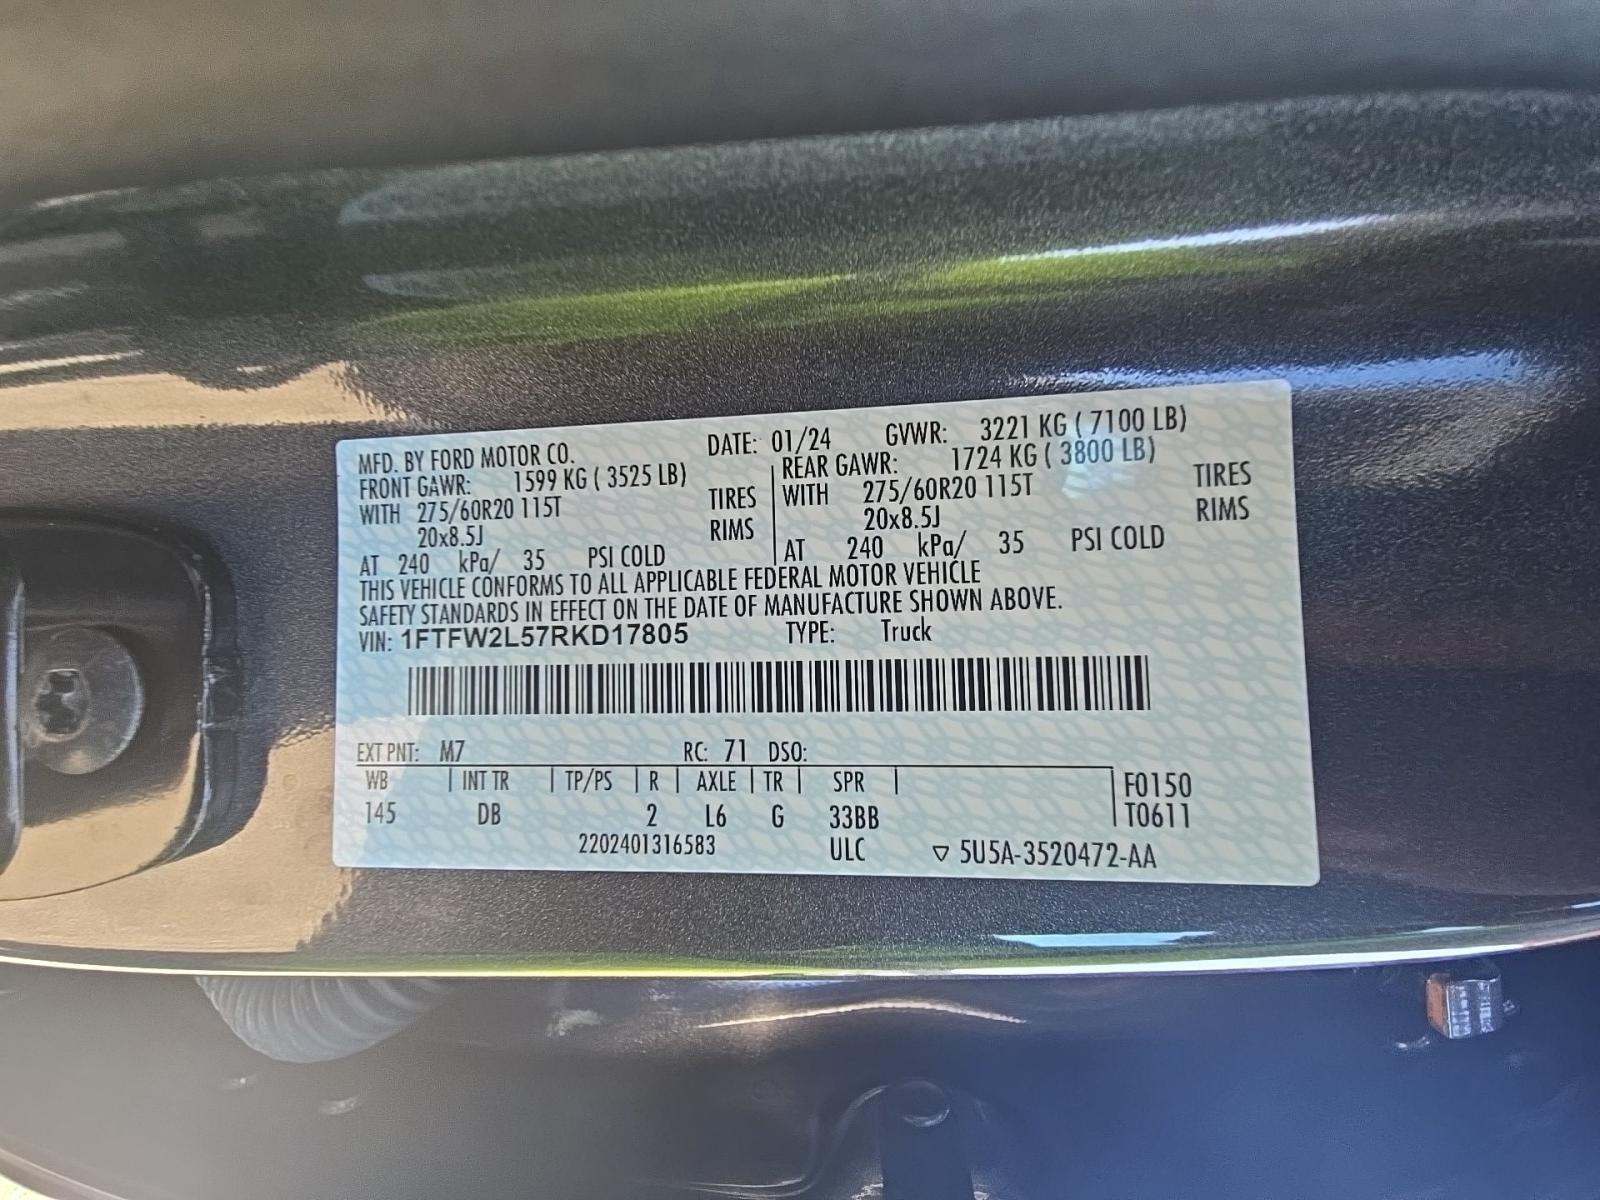 MFD. BY FORD MOTOR CO. DATE: 01/24 GVWR: 3221 KG ( 7100 LB)
FRONT GAWR: 1599 KG ( 3525 LB) REAR GAWR: 1724 KG ( 3800 LB)
WITH 275/60R20 115T TIRES WITH 275/60R20 115T TIRES
20x8.5J RIMS 20x8.5J RIMS
AT 240 kPa/ 35 PSI COLD AT 240 kPa/ 35 PSI COLD
THIS VEHICLE CONFORMS TO ALL APPLICABLE FEDERAL MOTOR VEHICLE
SAFETY STANDARDS IN EFFECT ON THE DATE OF MANUFACTURE SHOWN ABOVE.
VIN: 1FTFW2L57RKD17805 TYPE: Truck
EXT PNT: M7 RC: 71 DSO:
WB INT TR TP/PS R AXLE TR SPR F0150
145 DB 2 L6 G 33BB T0611
2202401316583 ULC ▽ 5U5A-3520472-AA